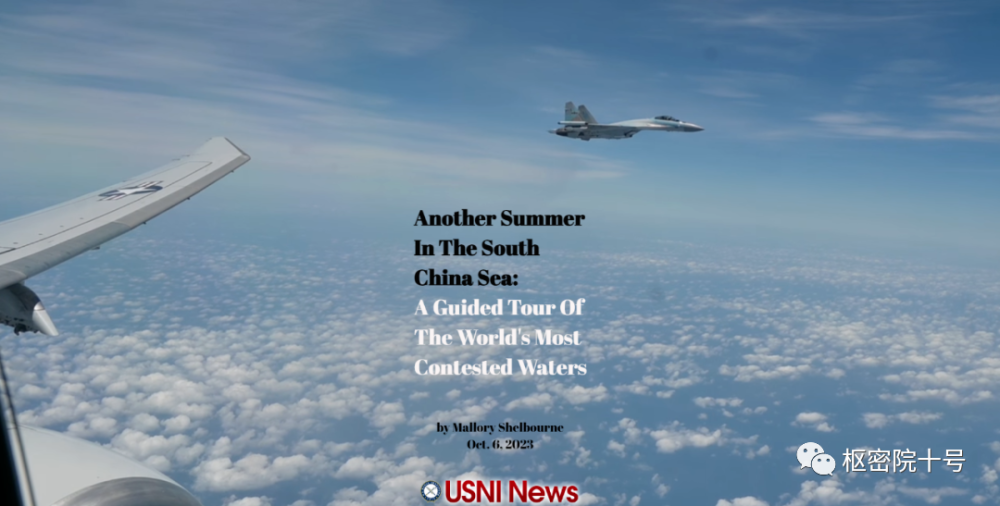 Another Summer
In The South
China Sea:
A Guided Tour Of
The World's Most
Contested Waters
by Mallory Shelbourne
Oct. 6, 2023
USNI News
枢密院十号